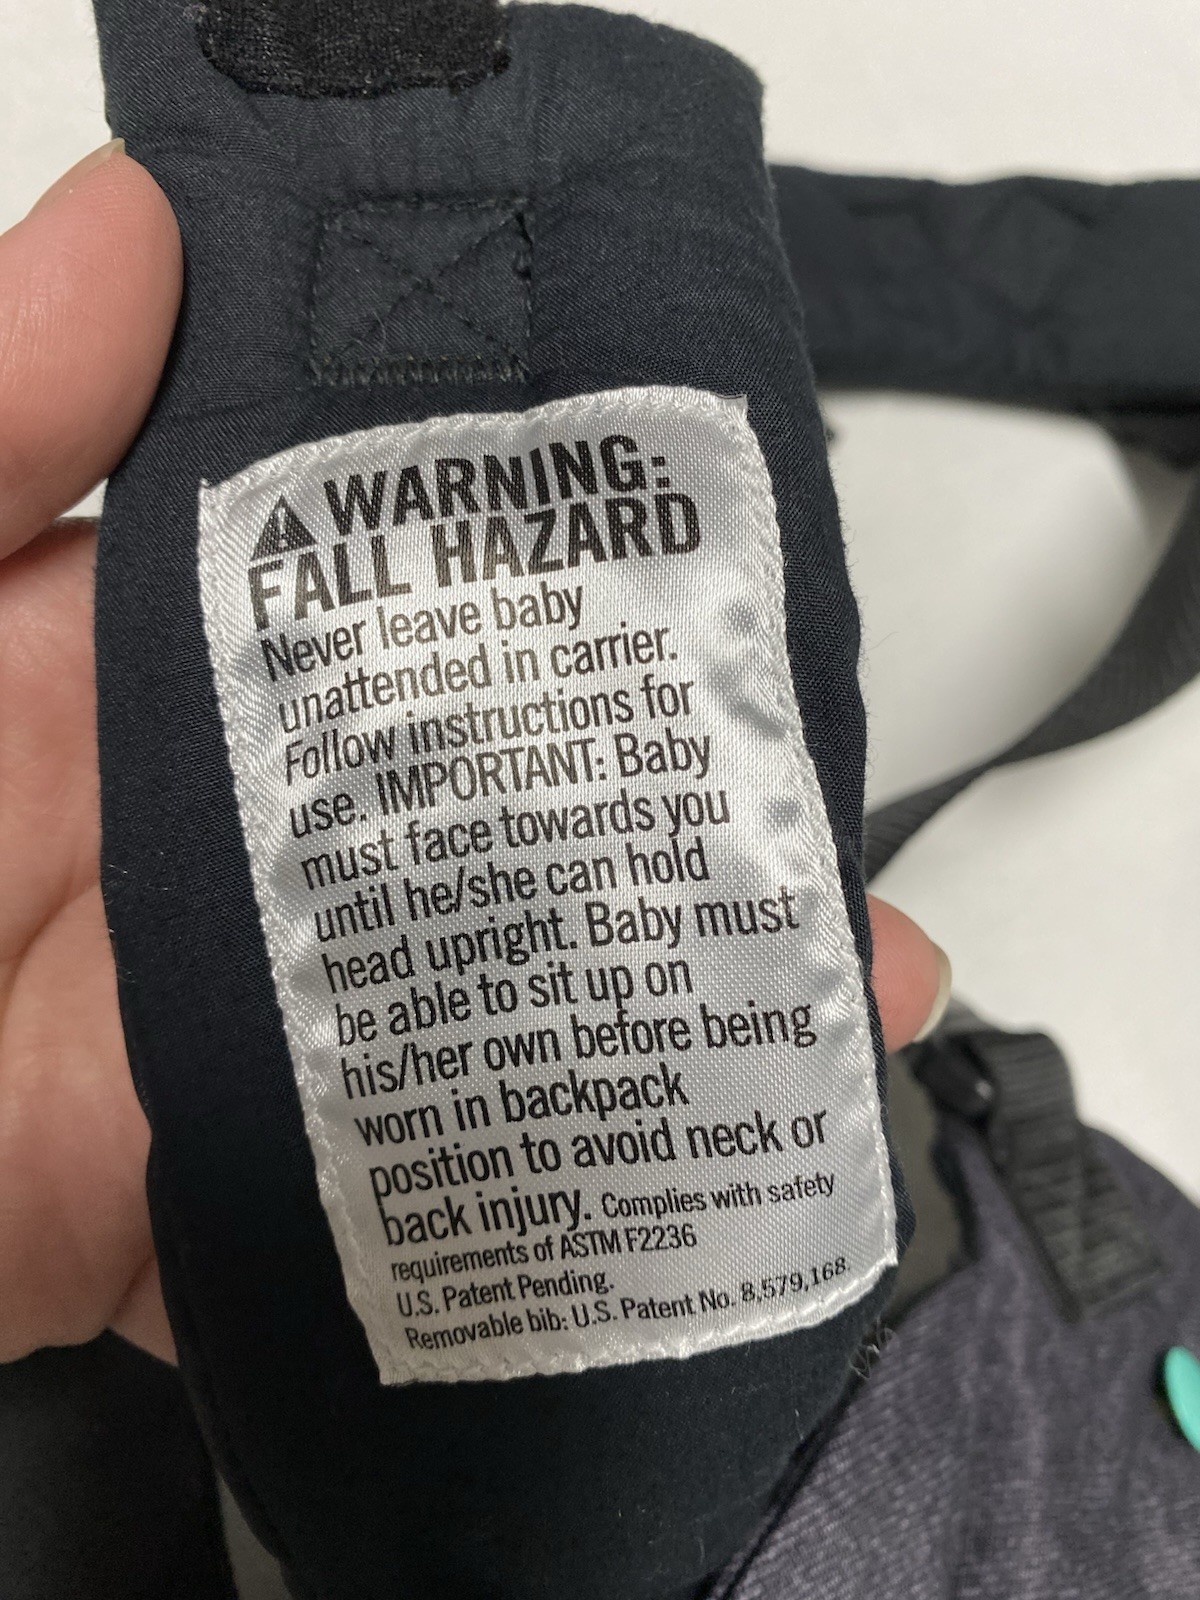 WARNING:
FALL HAZARD
Never leave baby
unattended in carrier.
Follow instructions for
use. IMPORTANT: Baby
must face towards you
until he/she can hold
head upright. Baby must
be able to sit up on
his/her own before being
worn in backpack
position to avoid neck or
back injury. Complies with safety
requirements of ASTM F2236
U.S. Patent Pending.
Removable bib: U.S. Patent No. 8,579,168.